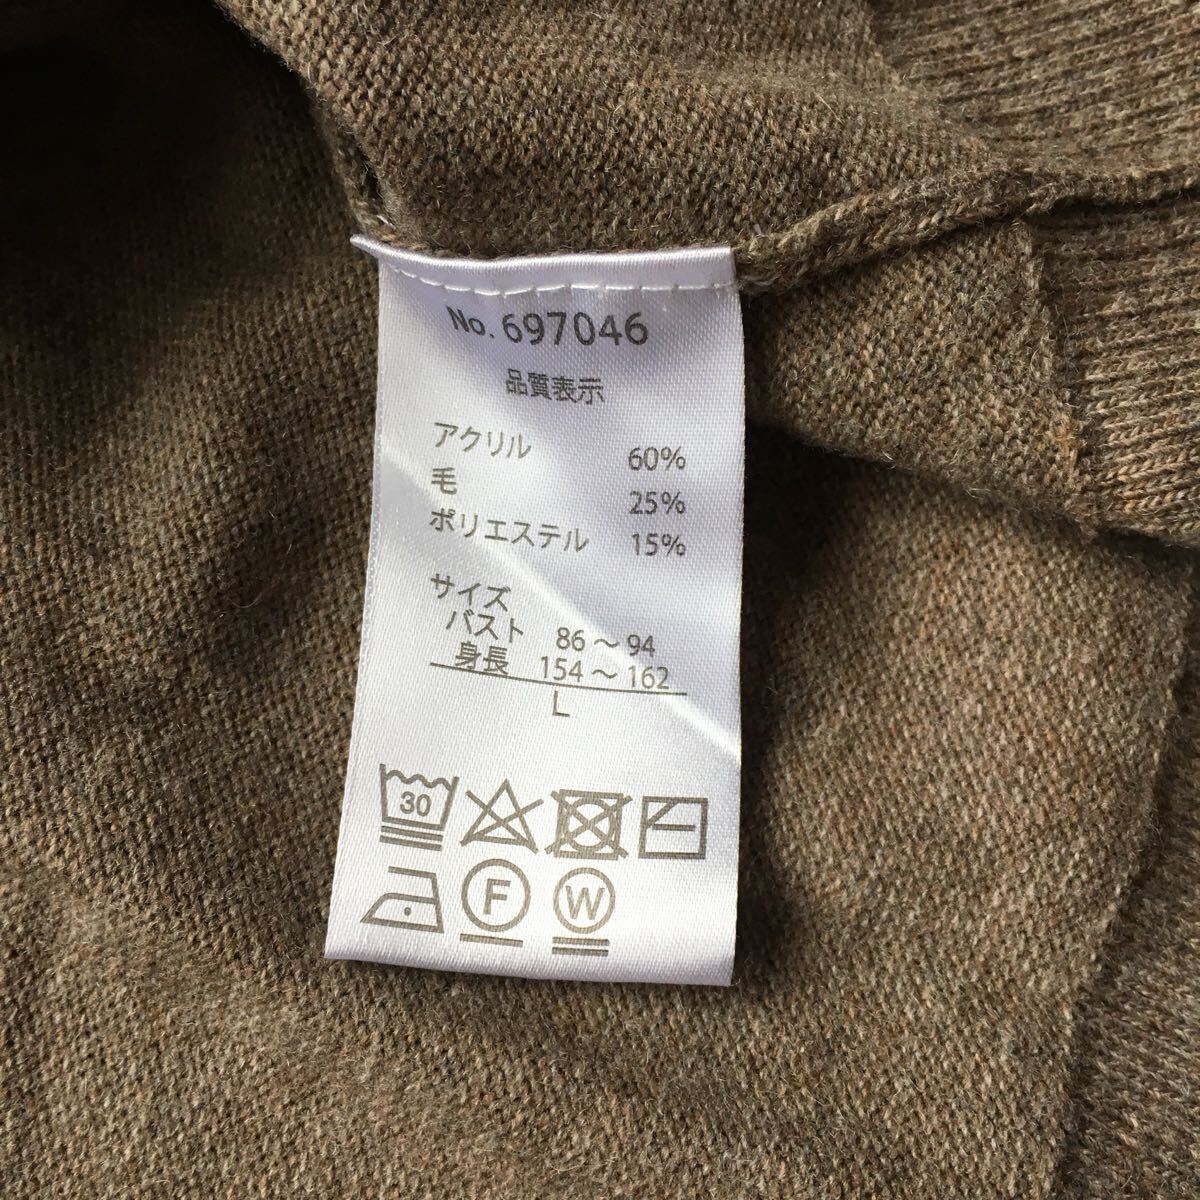 No. 697046
品質表示
アクリル 60%
毛 25%
ポリエステル 15%
サイズ
バスト 86～94
身長 154～162
L
30
F W